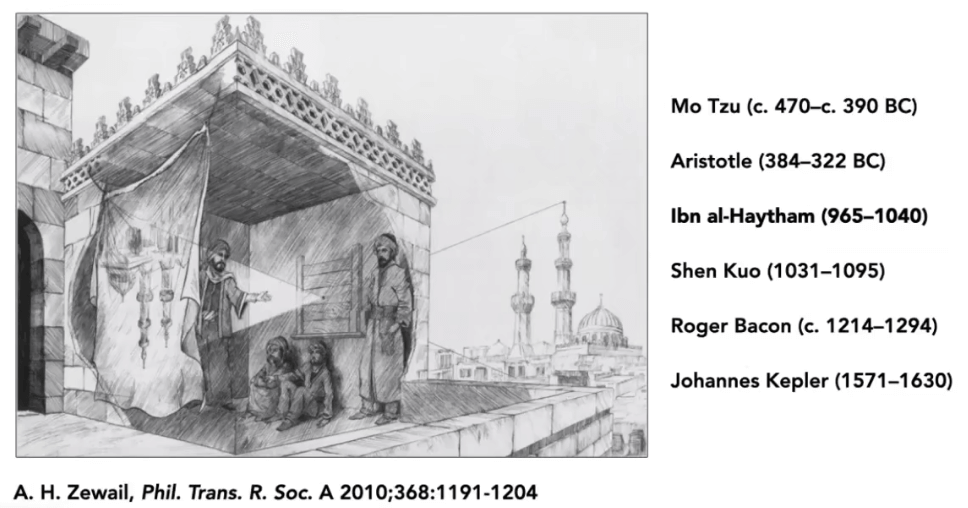 Mo Tzu (c. 470–c. 390 BC)
Aristotle (384–322 BC)
Ibn al-Haytham (965–1040)
Shen Kuo (1031–1095)
Roger Bacon (c. 1214–1294)
Johannes Kepler (1571–1630)
A. H. Zewail, Phil. Trans. R. Soc. A 2010;368:1191-1204